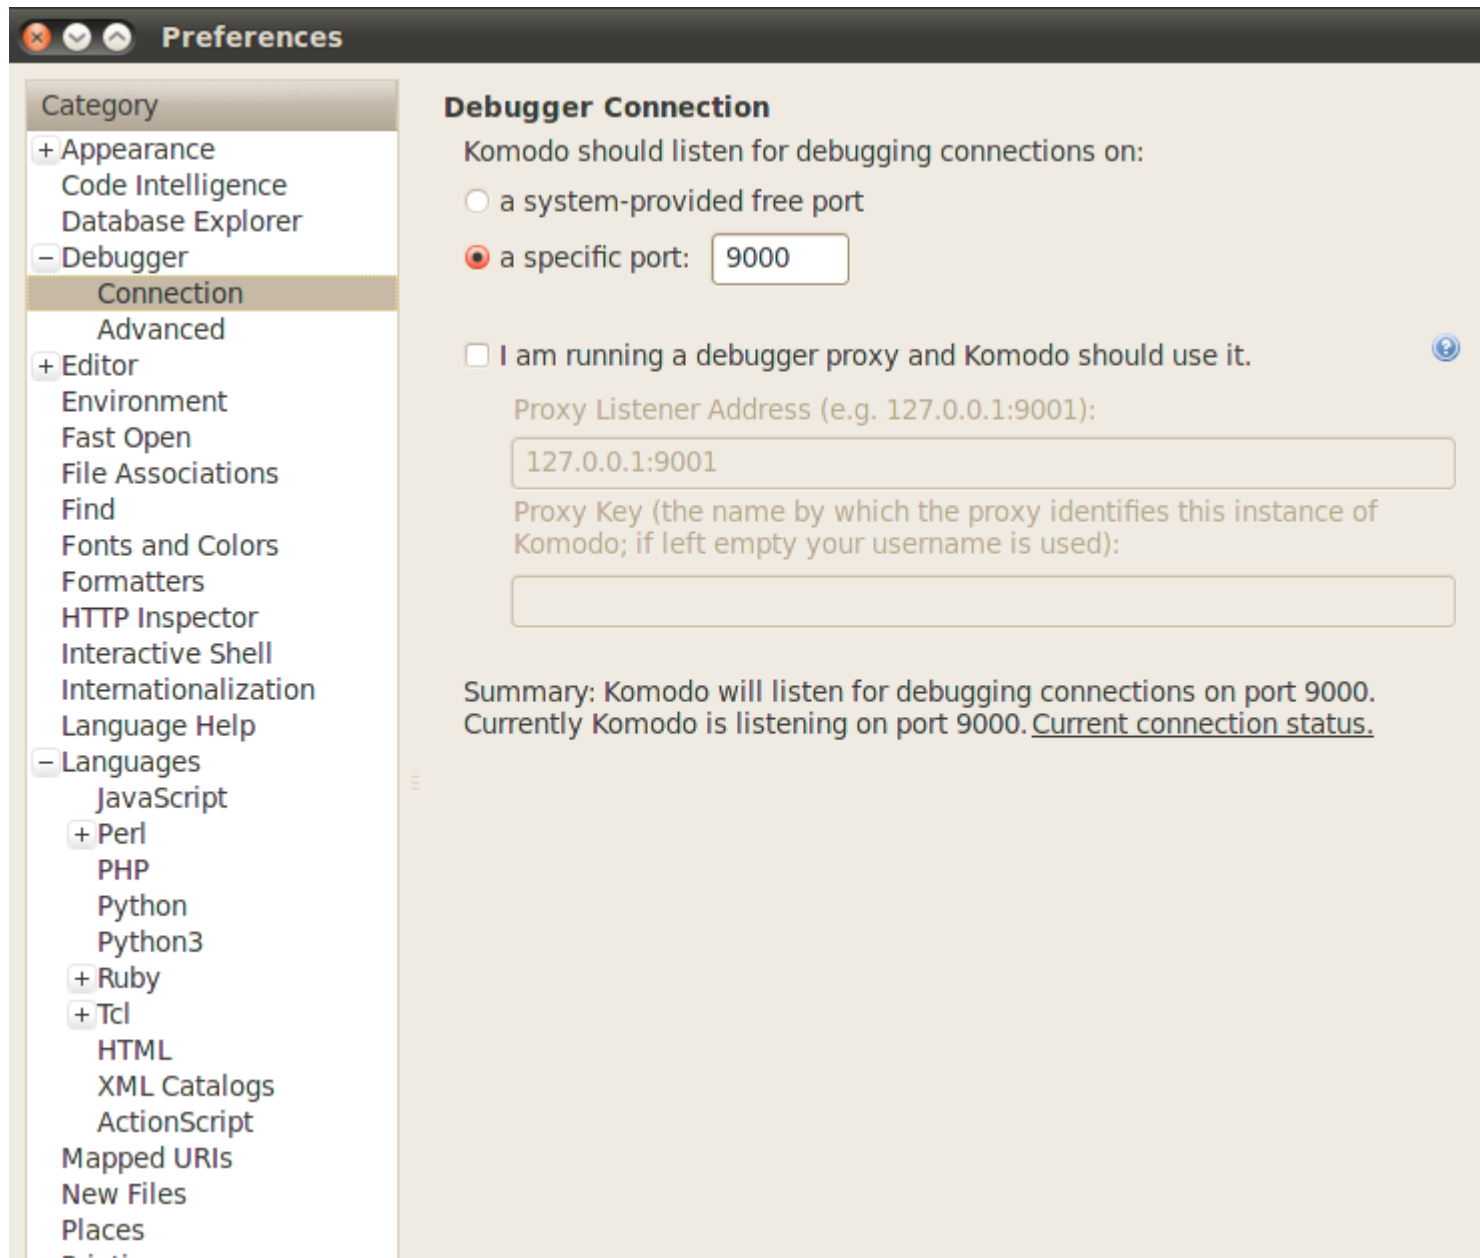 Preferences
Category
Appearance
Code Intelligence
Database Explorer
Debugger
Connection
Advanced
Editor
Environment
Fast Open
File Associations
Find
Fonts and Colors
Formatters
HTTP Inspector
Interactive Shell
Internationalization
Language Help
Languages
JavaScript
Perl
PHP
Python
Python3
Ruby
Tcl
HTML
XML Catalogs
ActionScript
Mapped URIs
New Files
Places
Debugger Connection
Komodo should listen for debugging connections on:
a system-provided free port
a specific port: 9000
I am running a debugger proxy and Komodo should use it.
Proxy Listener Address (e.g. 127.0.0.1:9001):
127.0.0.1:9001
Proxy Key (the name by which the proxy identifies this instance of
Komodo; if left empty your username is used):
Summary: Komodo will listen for debugging connections on port 9000.
Currently Komodo is listening on port 9000. Current connection status.